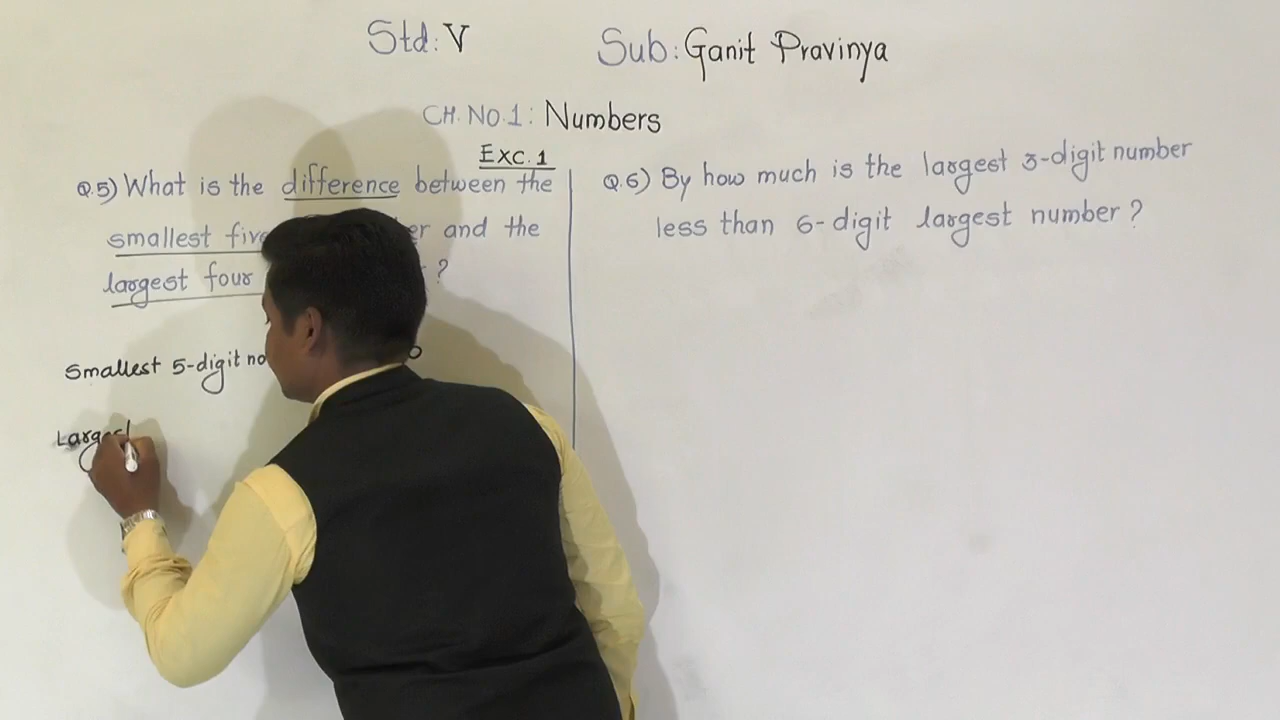 Std: V
Sub: Ganit Pravinya
CH. NO. 1: Numbers
Exc. 1
Q.5) What is the difference between the
smallest and the
largest four ?
Smallest 5-digit no
Q.6) By how much is the largest 3-digit number
less than 6-digit largest number?